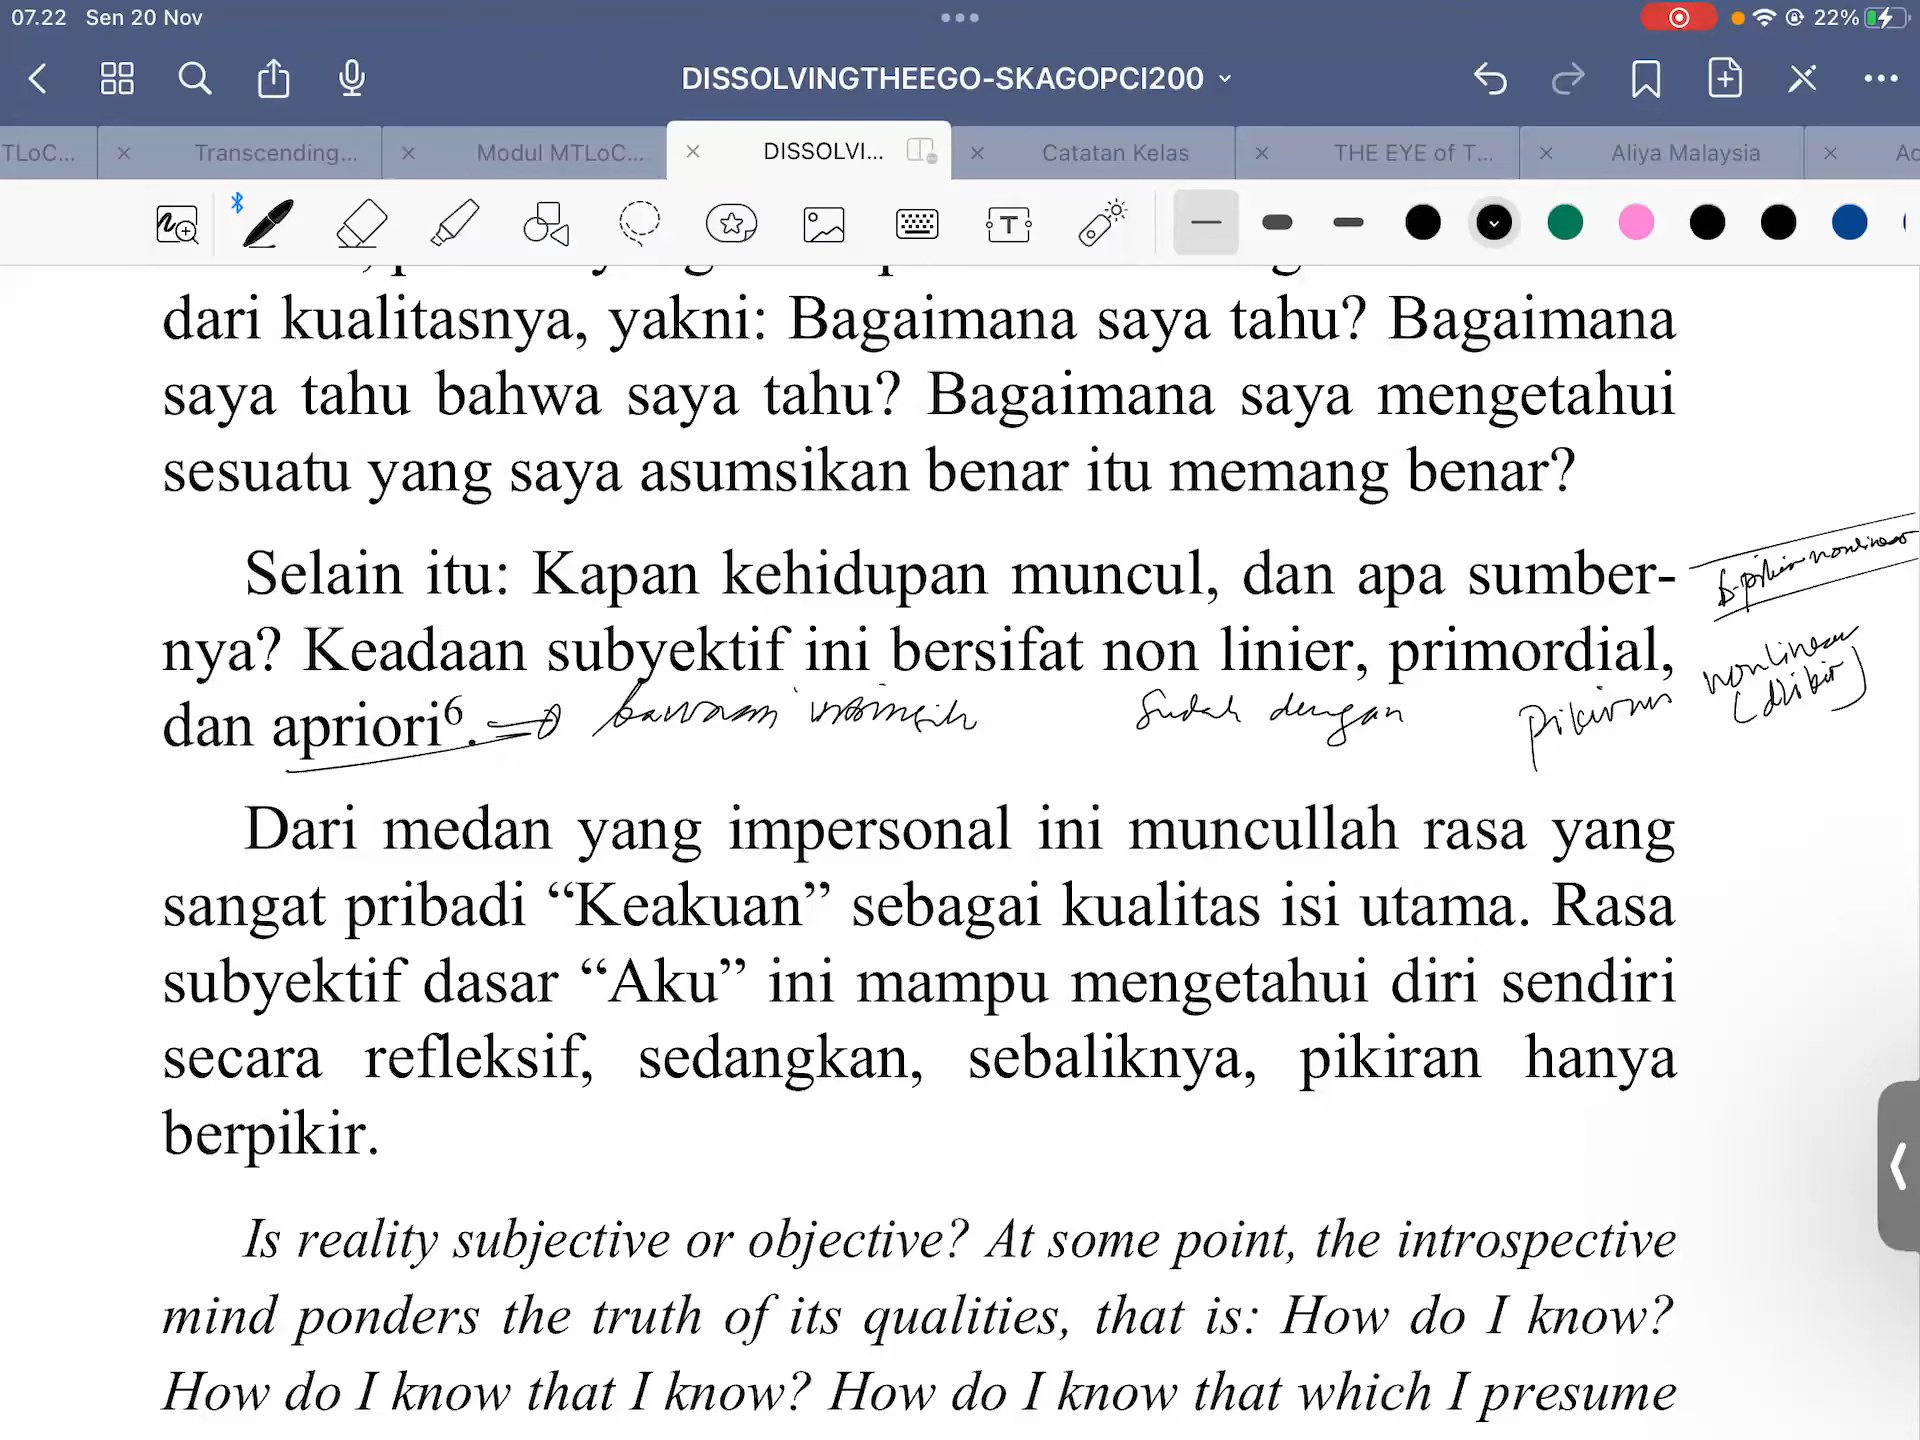 07.22 Sen 20 Nov
22%
DISSOLVINGTHEEGO-SKAGOPCI200
TLoC... Transcending... Modul MTLoC... DISSOLVI... Catatan Kelas THE EYE of T... Aliya Malaysia Ac
dari kualitasnya, yakni: Bagaimana saya tahu? Bagaimana
saya tahu bahwa saya tahu? Bagaimana saya mengetahui
sesuatu yang saya asumsikan benar itu memang benar?
Selain itu: Kapan kehidupan muncul, dan apa sumber-
nya? Keadaan subyektif ini bersifat non linier, primordial,
dan apriori⁶.
bawaan sudah dengan
nonlinear
Dari medan yang impersonal ini muncullah rasa yang
sangat pribadi “Keakuan” sebagai kualitas isi utama. Rasa
subyektif dasar “Aku” ini mampu mengetahui diri sendiri
secara refleksif, sedangkan, sebaliknya, pikiran hanya
berpikir.
Is reality subjective or objective? At some point, the introspective
mind ponders the truth of its qualities, that is: How do I know?
How do I know that I know? How do I know that which I presume